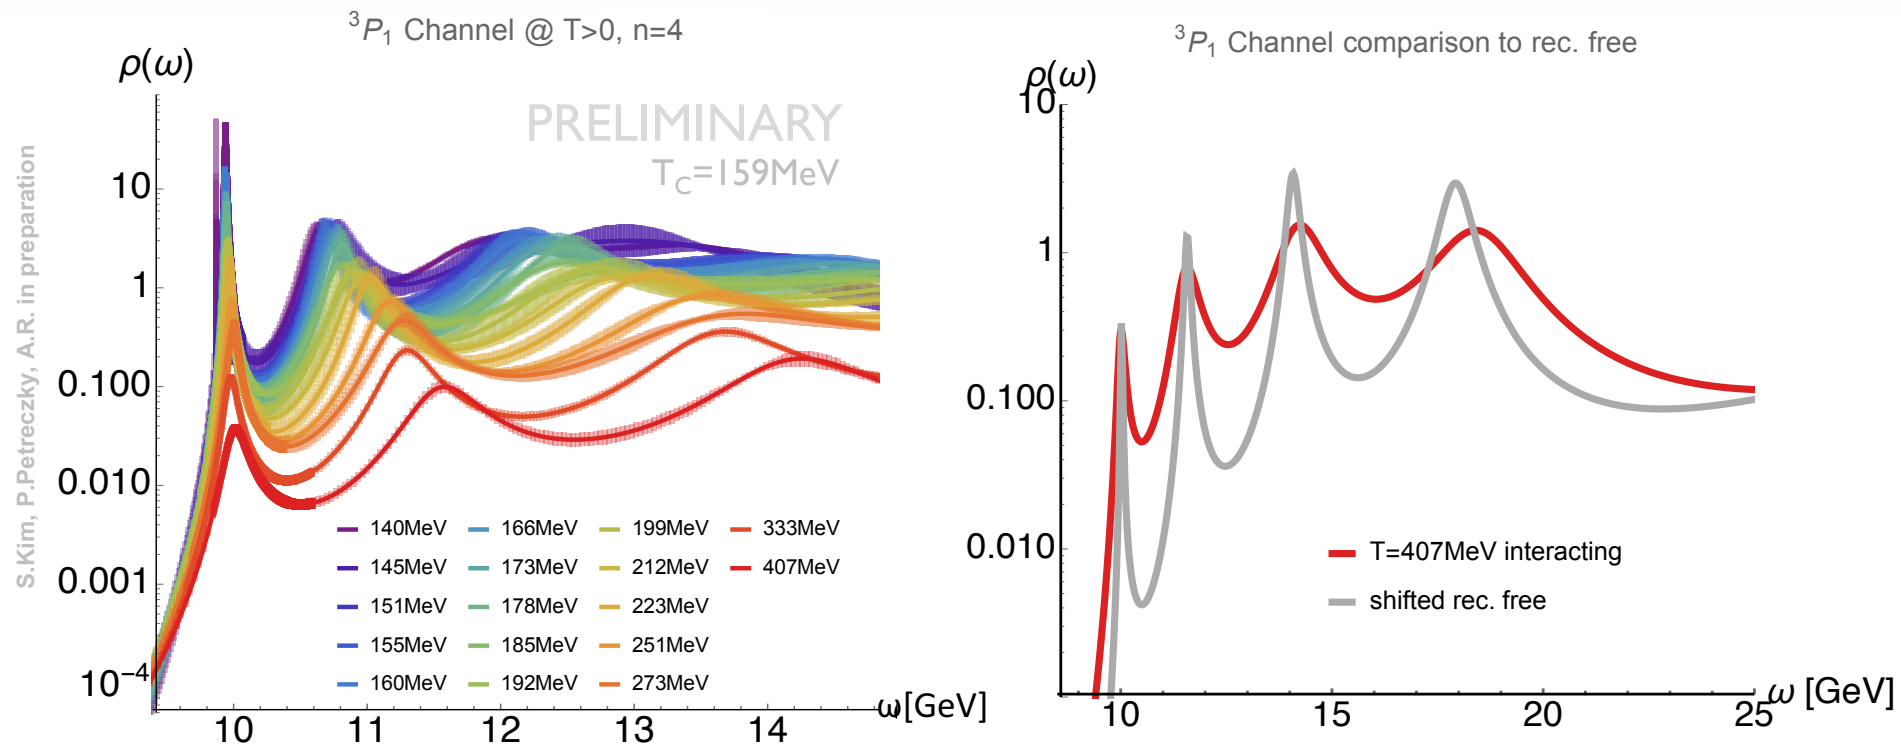 ³P₁ Channel @ T>0, n=4
ρ(ω)
PRELIMINARY
T_C=159MeV
S.Kim, P.Petreczky, A.R. in preparation
10
1
0.100
0.010
0.001
10⁻⁴
140MeV 166MeV 199MeV 333MeV
145MeV 173MeV 212MeV 407MeV
151MeV 178MeV 223MeV
155MeV 185MeV 251MeV
160MeV 192MeV 273MeV
10 11 12 13 14
ω[GeV]
³P₁ Channel comparison to rec. free
ρ(ω)
10
1
0.100
0.010
T=407MeV interacting
shifted rec. free
10 15 20 25
ω [GeV]